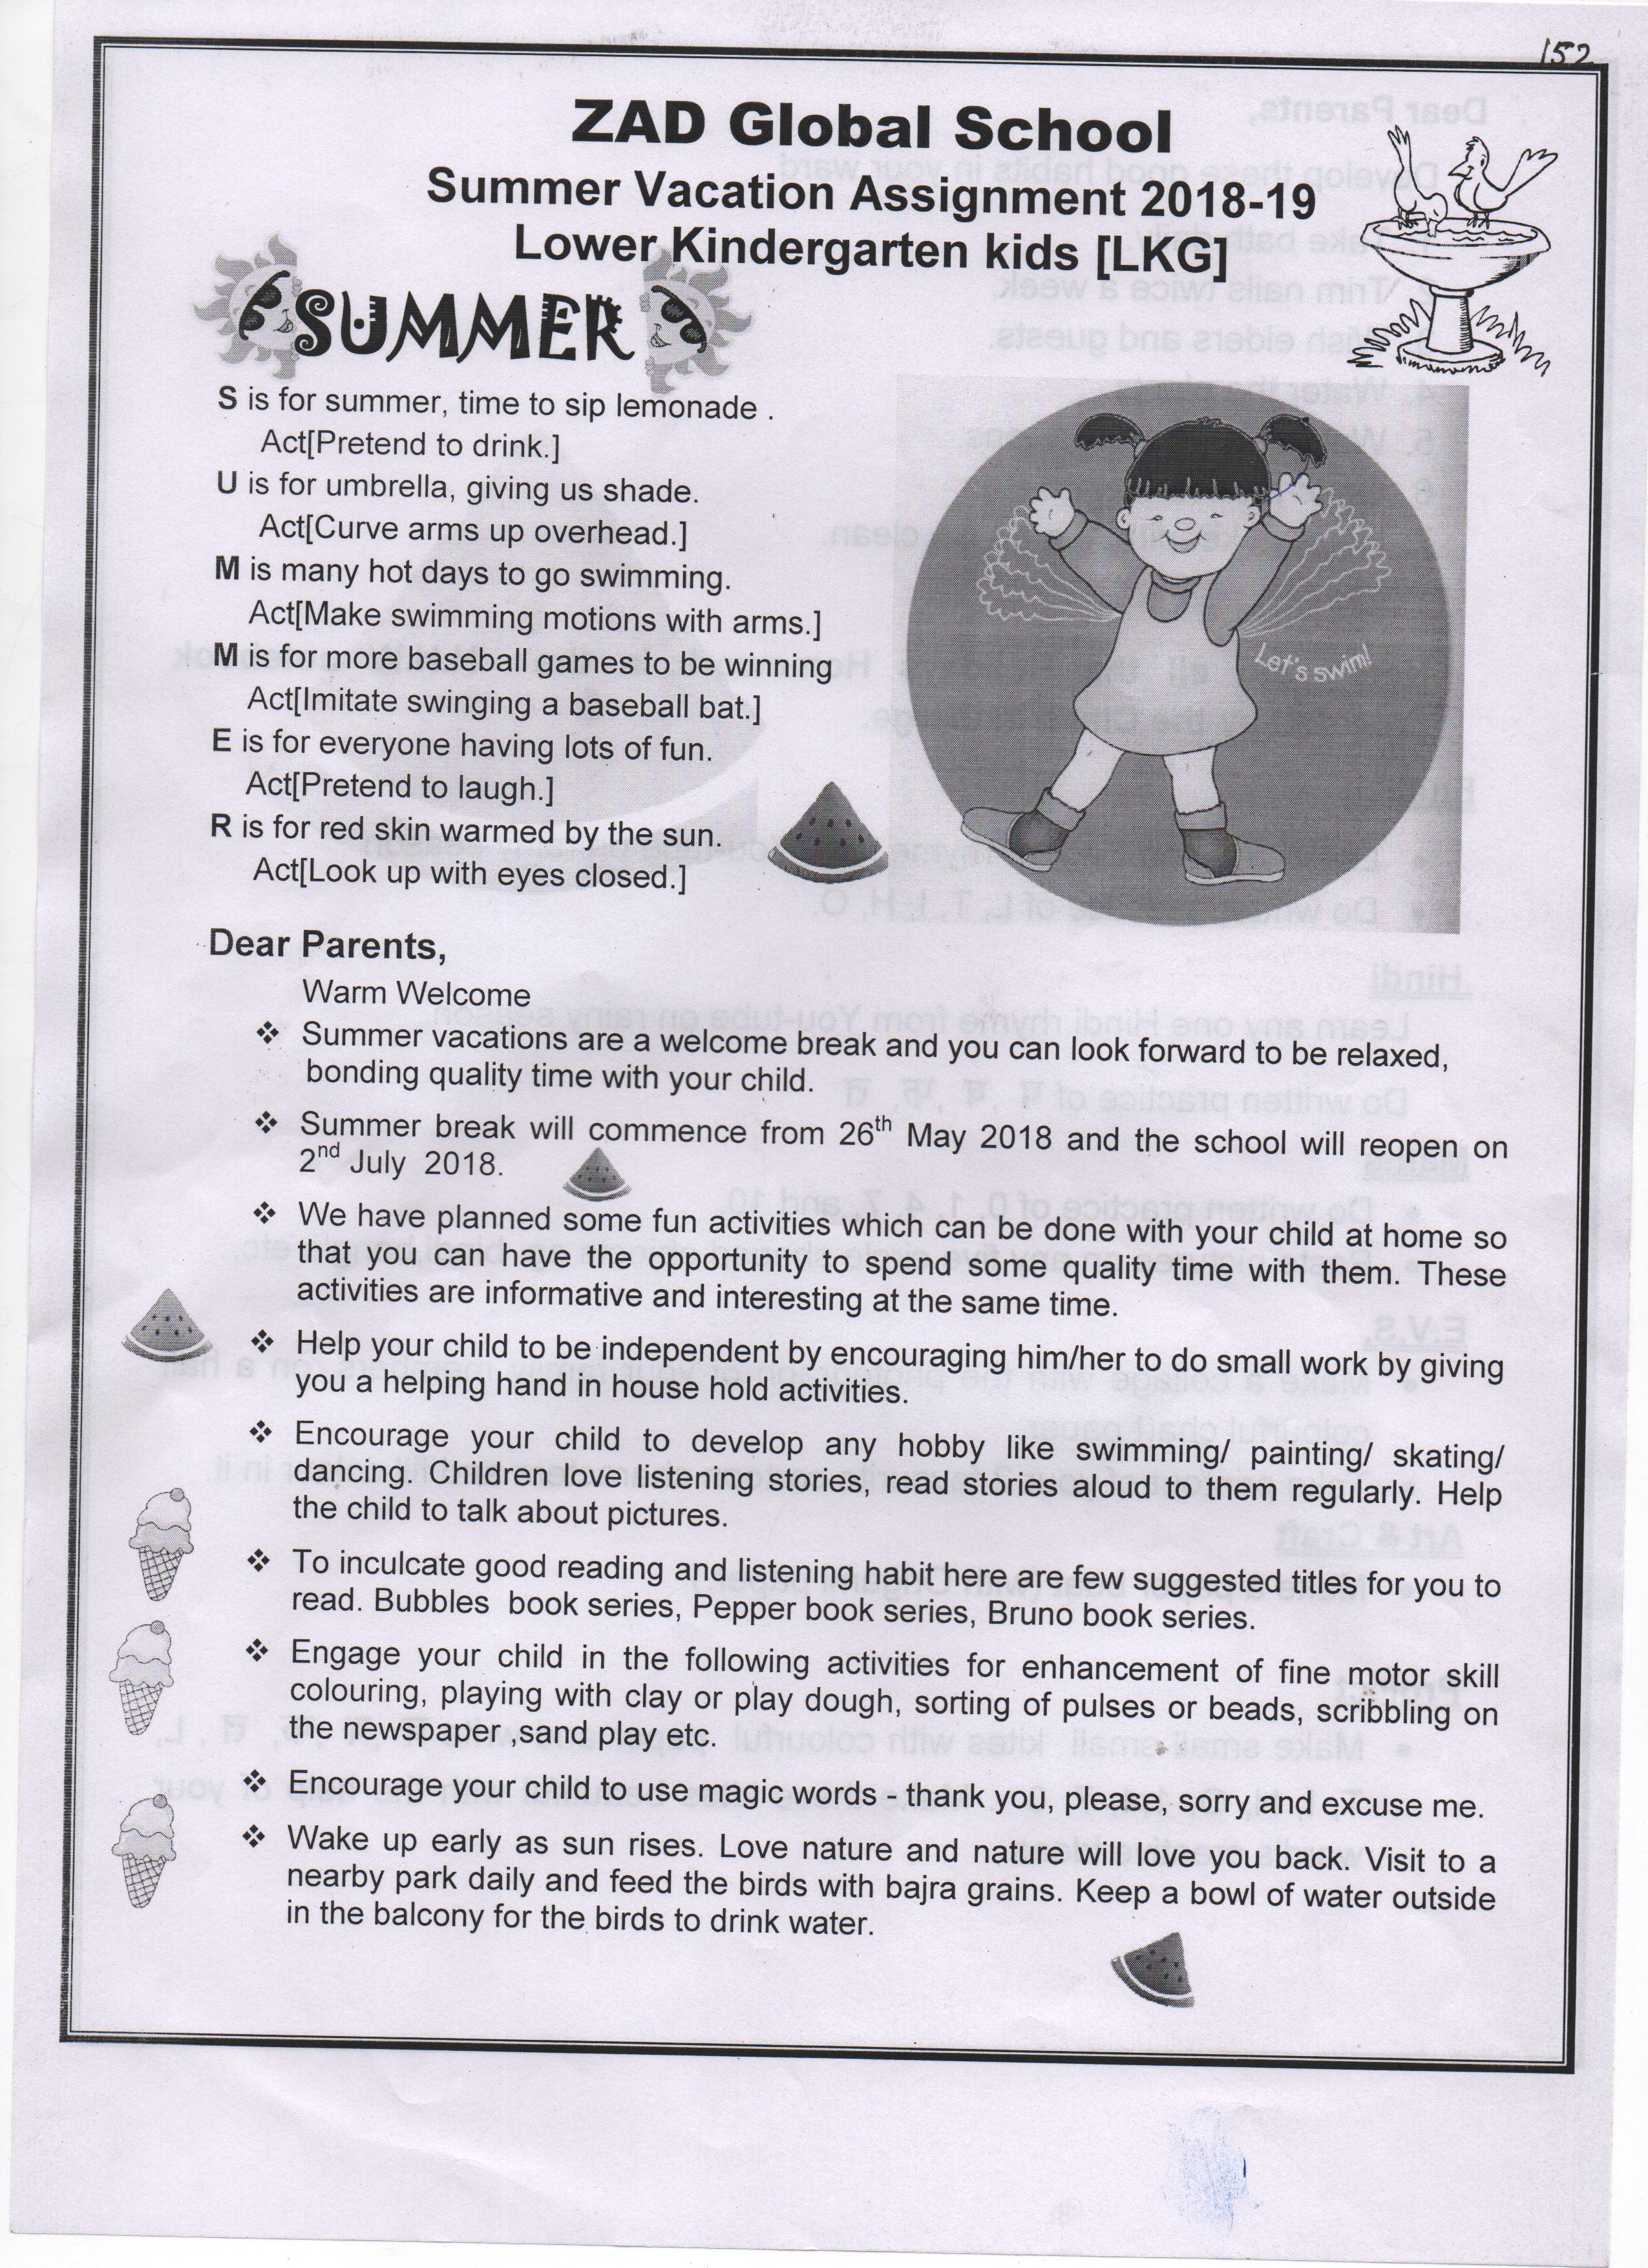 152
ZAD Global School
Summer Vacation Assignment 2018-19
Lower Kindergarten kids [LKG]
SUMMER
S is for summer, time to sip lemonade .
Act[Pretend to drink.]
U is for umbrella, giving us shade.
Act[Curve arms up overhead.]
M is many hot days to go swimming.
Act[Make swimming motions with arms.]
M is for more baseball games to be winning
Act[Imitate swinging a baseball bat.]
E is for everyone having lots of fun.
Act[Pretend to laugh.]
R is for red skin warmed by the sun.
Act[Look up with eyes closed.]
Let's swim!
Dear Parents,
Warm Welcome
❖ Summer vacations are a welcome break and you can look forward to be relaxed,
bonding quality time with your child.
❖ Summer break will commence from 26th May 2018 and the school will reopen on
2nd July 2018.
❖ We have planned some fun activities which can be done with your child at home so
that you can have the opportunity to spend some quality time with them. These
activities are informative and interesting at the same time.
❖ Help your child to be independent by encouraging him/her to do small work by giving
you a helping hand in house hold activities.
❖ Encourage your child to develop any hobby like swimming/ painting/ skating/
dancing. Children love listening stories, read stories aloud to them regularly. Help
the child to talk about pictures.
❖ To inculcate good reading and listening habit here are few suggested titles for you to
read. Bubbles book series, Pepper book series, Bruno book series.
❖ Engage your child in the following activities for enhancement of fine motor skill
colouring, playing with clay or play dough, sorting of pulses or beads, scribbling on
the newspaper ,sand play etc.
❖ Encourage your child to use magic words - thank you, please, sorry and excuse me.
❖ Wake up early as sun rises. Love nature and nature will love you back. Visit to a
nearby park daily and feed the birds with bajra grains. Keep a bowl of water outside
in the balcony for the birds to drink water.